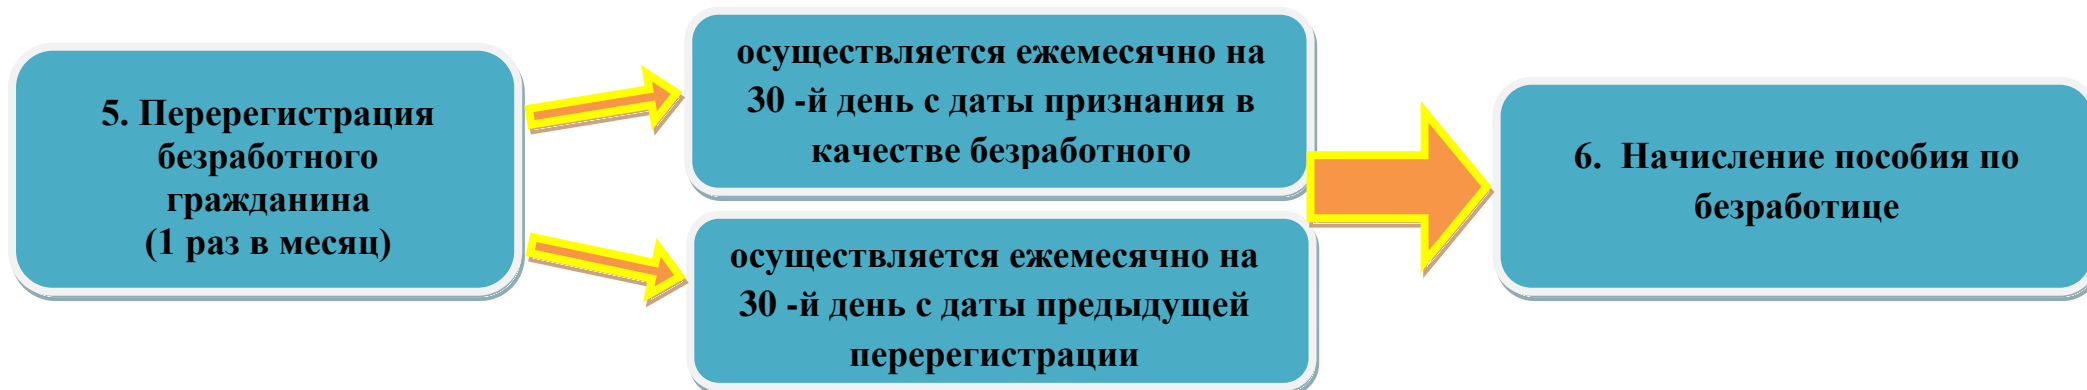 5. Перерегистрация
безработного
гражданина
(1 раз в месяц)
осуществляется ежемесячно на
30 -й день с даты признания в
качестве безработного
осуществляется ежемесячно на
30 -й день с даты предыдущей
перерегистрации
6. Начисление пособия по
безработице